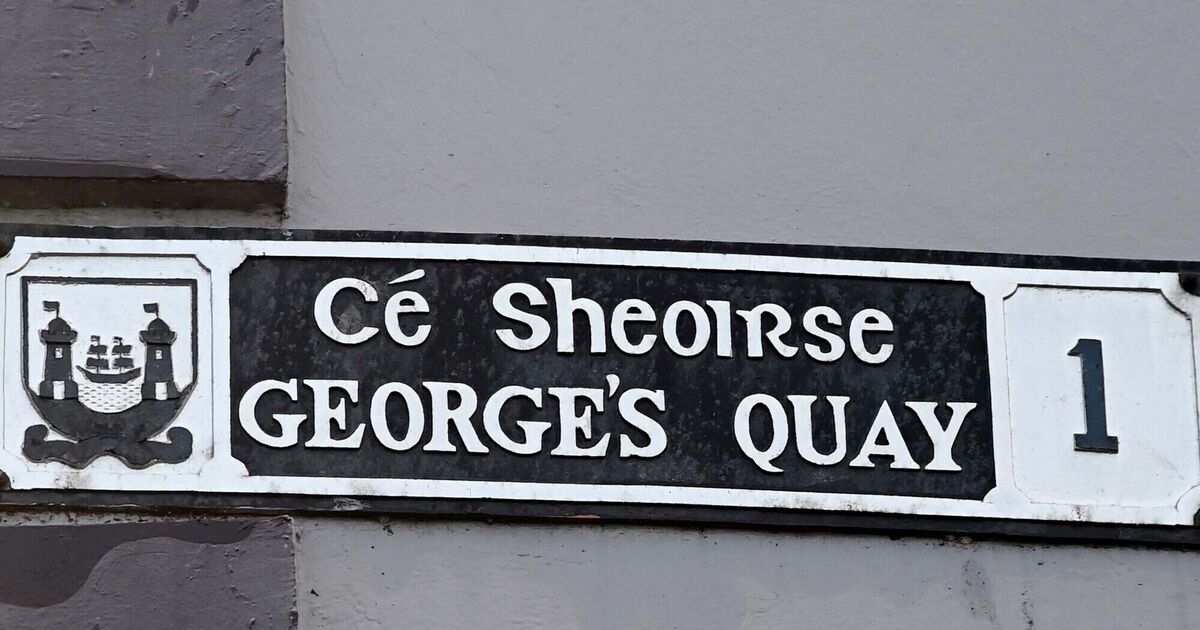 Cé Sheoirse
GEORGE'S QUAY
1